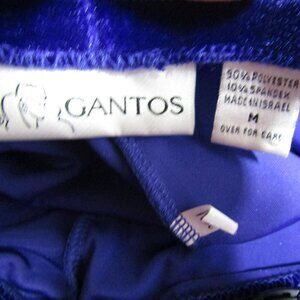 GANTOS
90% POLYESTER
10% SPANDEX
MADE IN ISRAEL
M
OVER FOR CARE